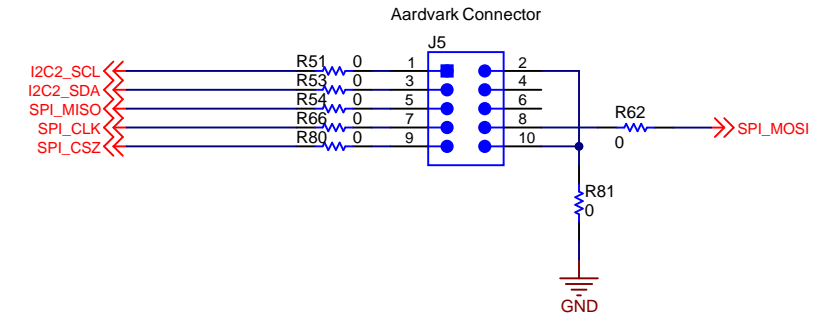 Aardvark Connector
J5
I2C2_SCL R51 0 1 2
I2C2_SDA R53 0 3 4
SPI_MISO R54 0 5 6
SPI_CLK R66 0 7 8 R62 0 SPI_MOSI
SPI_CSZ R80 0 9 10
R81
0
GND